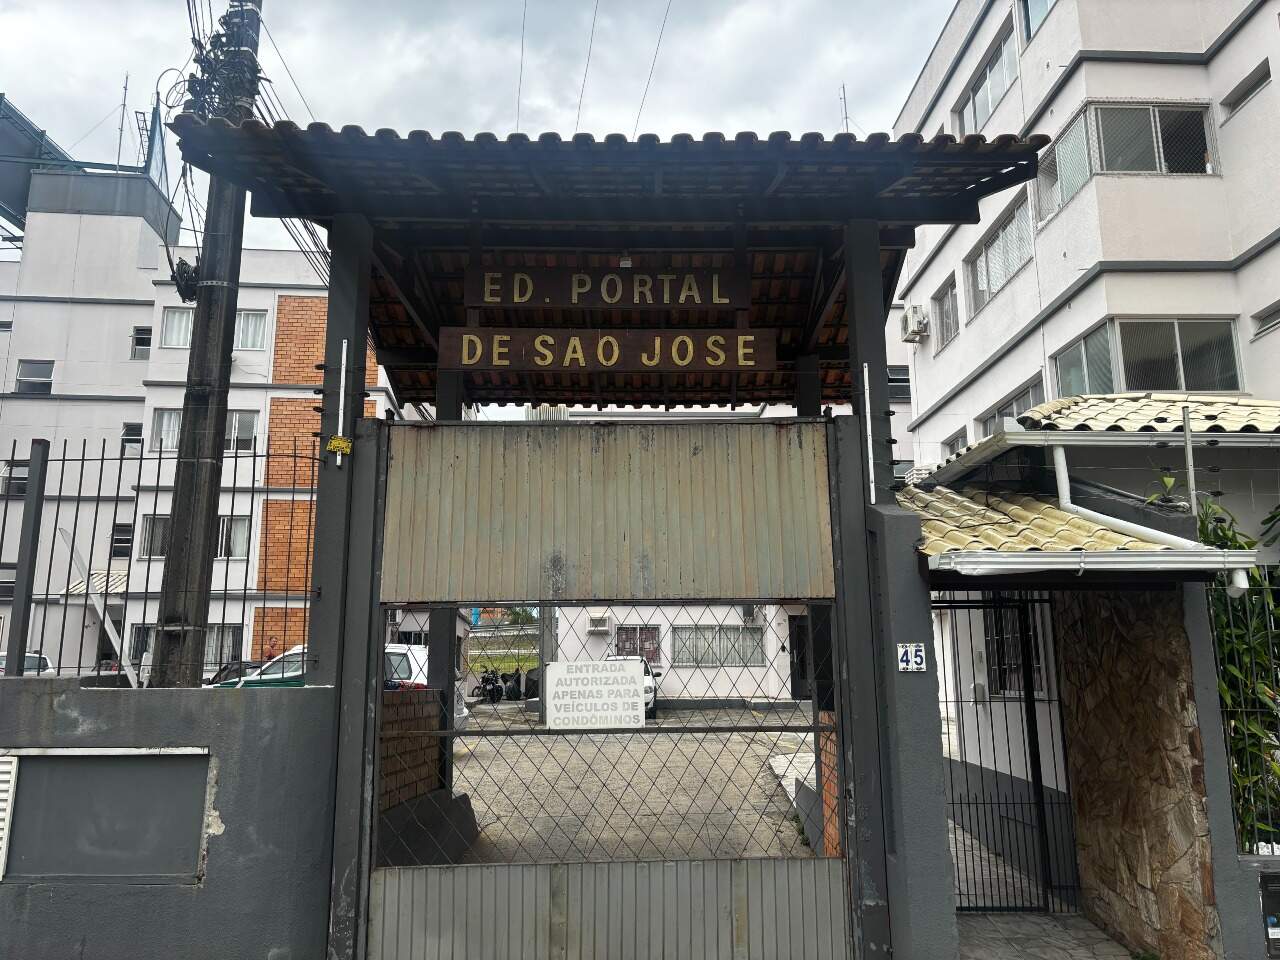 ED. PORTAL
DE SAO JOSE
ENTRADA
AUTORIZADA
APENAS PARA
VEÍCULOS DE
CONDÔMINOS
45